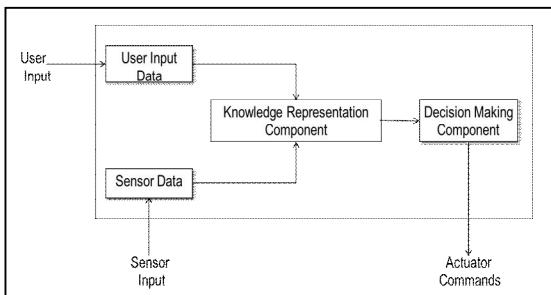 User
Input
User Input
Data
Knowledge Representation
Component
Decision Making
Component
Sensor Data
Sensor
Input
Actuator
Commands